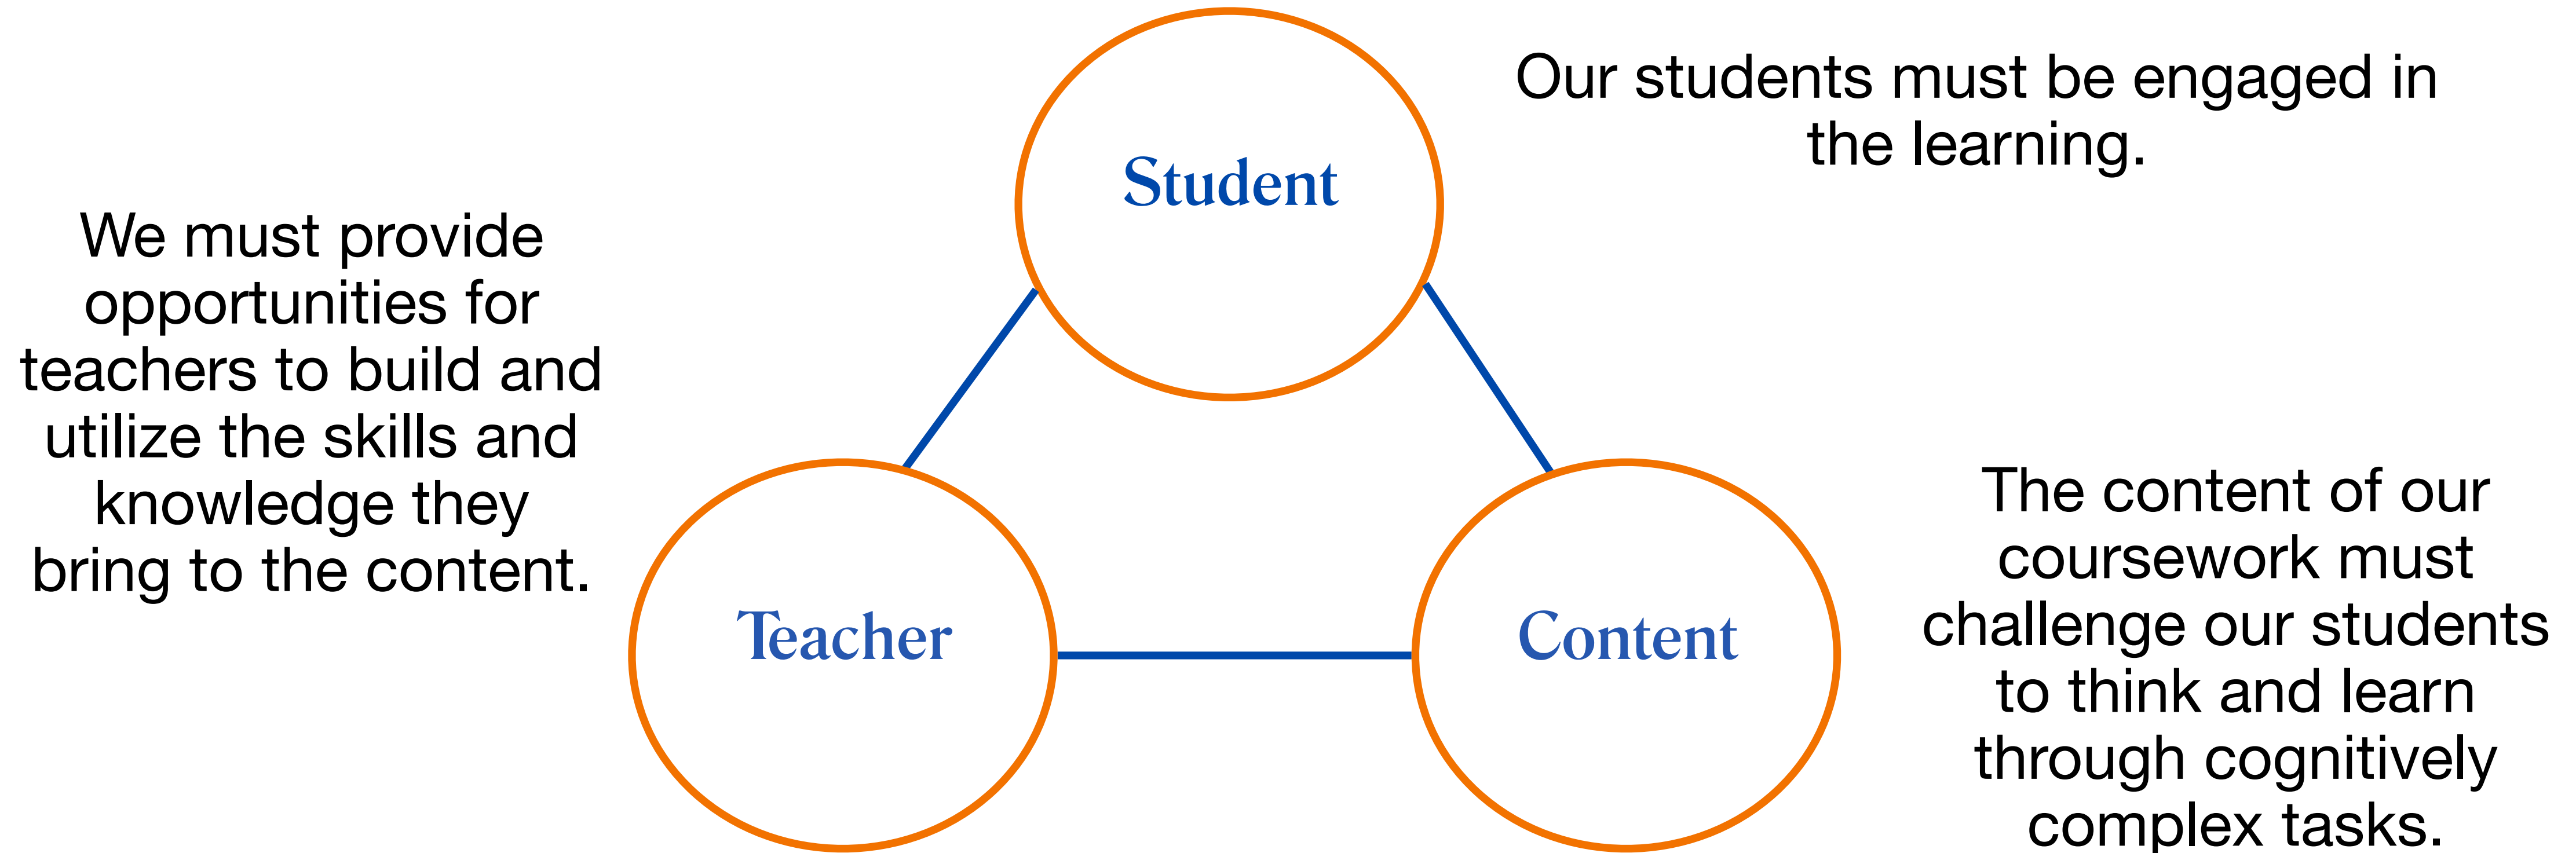 Student
Our students must be engaged in
the learning.
We must provide
opportunities for
teachers to build and
utilize the skills and
knowledge they
bring to the content.
Teacher
Content
The content of our
coursework must
challenge our students
to think and learn
through cognitively
complex tasks.